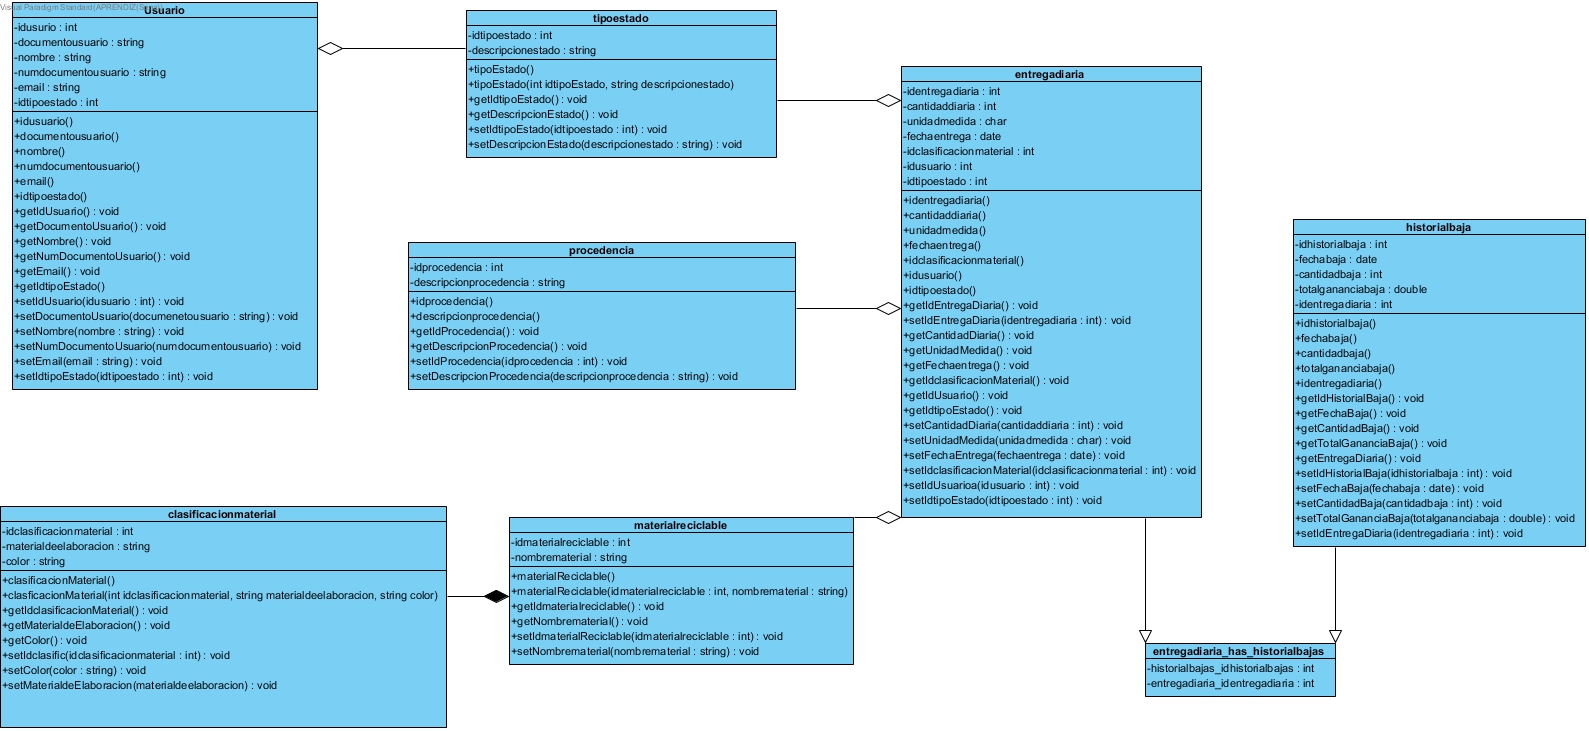 Visual Paradigm Standard(APRENDIZ(S
Usuario
-idusurio : int
-documentousuario : string
-nombre : string
-numdocumentousuario : string
-email : string
-idtipoestado : int
+idusuario()
+documentousuario()
+nombre()
+numdocumentousuario()
+email()
+idtipoestado()
+getIdUsuario() : void
+getDocumentoUsuario() : void
+getNombre() : void
+getNumDocumentoUsuario() : void
+getEmail() : void
+getIdtipoEstado()
+setIdUsuario(idusuario : int) : void
+setDocumentoUsuario(documenetousuario : string) : void
+setNombre(nombre : string) : void
+setNumDocumentoUsuario(numdocumentousuario) : void
+setEmail(email : string) : void
+setIdtipoEstado(idtipoestado : int) : void
tipoestado
-idtipoestado : int
-descripcionestado : string
+tipoEstado()
+tipoEstado(int idtipoEstado, string descripcionestado)
+getIdtipoEstado() : void
+getDescripcionEstado() : void
+setIdtipoEstado(idtipoestado : int) : void
+setDescripcionEstado(descripcionestado : string) : void
entregadiaria
-identregadiaria : int
-cantidaddiaria : int
-unidadmedida : char
-fechaentrega : date
-idclasificacionmaterial : int
-idusuario : int
-idtipoestado : int
+identregadiaria()
+cantidaddiaria()
+unidadmedida()
+fechaentrega()
+idclasificacionmaterial()
+idusuario()
+idtipoestado()
+getIdEntregaDiaria() : void
+setIdEntregaDiaria(identregadiaria : int) : void
+getCantidadDiaria() : void
+getUnidadMedida() : void
+getFechaentrega() : void
+getIdclasificacionMaterial() : void
+getIdUsuario() : void
+getIdtipoEstado() : void
+setCantidadDiaria(cantidaddiaria : int) : void
+setUnidadMedida(unidadmedida : char) : void
+setFechaEntrega(fechaentrega : date) : void
+setIdclasificacionMaterial(idclasificacionmaterial : int) : void
+setIdUsuarioa(idusuario : int) : void
+setIdtipoEstado(idtipoestado : int) : void
procedencia
-idprocedencia : int
-descripcionprocedencia : string
+idprocedencia()
+descripcionprocedencia()
+getIdProcedencia() : void
+getDescripcionProcedencia() : void
+setIdProcedencia(idprocedencia : int) : void
+setDescripcionProcedencia(descripcionprocedencia : string) : void
historialbaja
-idhistorialbaja : int
-fechabaja : date
-cantidadbaja : int
-totalgananciabaja : double
-identregadiaria : int
+idhistorialbaja()
+fechabaja()
+cantidadbaja()
+totalgananciabaja()
+identregadiaria()
+getIdHistorialBaja() : void
+getFechaBaja() : void
+getCantidadBaja() : void
+getTotalGananciaBaja() : void
+getEntregaDiaria() : void
+setIdHistorialBaja(idhistorialbaja : int) : void
+setFechaBaja(fechabaja : date) : void
+setCantidadBaja(cantidadbaja : int) : void
+setTotalGananciaBaja(totalgananciabaja : double) : void
+setIdEntregaDiaria(identregadiaria : int) : void
clasificacionmaterial
-idclasificacionmaterial : int
-materialdeelaboracion : string
-color : string
+clasificacionMaterial()
+clasficacionMaterial(int idclasificacionmaterial, string materialdeelaboracion, string color)
+getIdclasificacionMaterial() : void
+getMaterialdeElaboracion() : void
+getColor() : void
+setIdclasific(idclasificacionmaterial : int) : void
+setColor(color : string) : void
+setMaterialdeElaboracion(materialdeelaboracion) : void
materialreciclable
-idmaterialreciclable : int
-nombrematerial : string
+materialReciclable()
+materialReciclable(idmaterialreciclable : int, nombrematerial : string)
+getIdmaterialreciclable() : void
+getNombrematerial() : void
+setIdmaterialReciclable(idmaterialreciclable : int) : void
+setNombrematerial(nombrematerial : string) : void
entregadiaria_has_historialbajas
-historialbajas_idhistorialbajas : int
-entregadiaria_identregadiaria : int